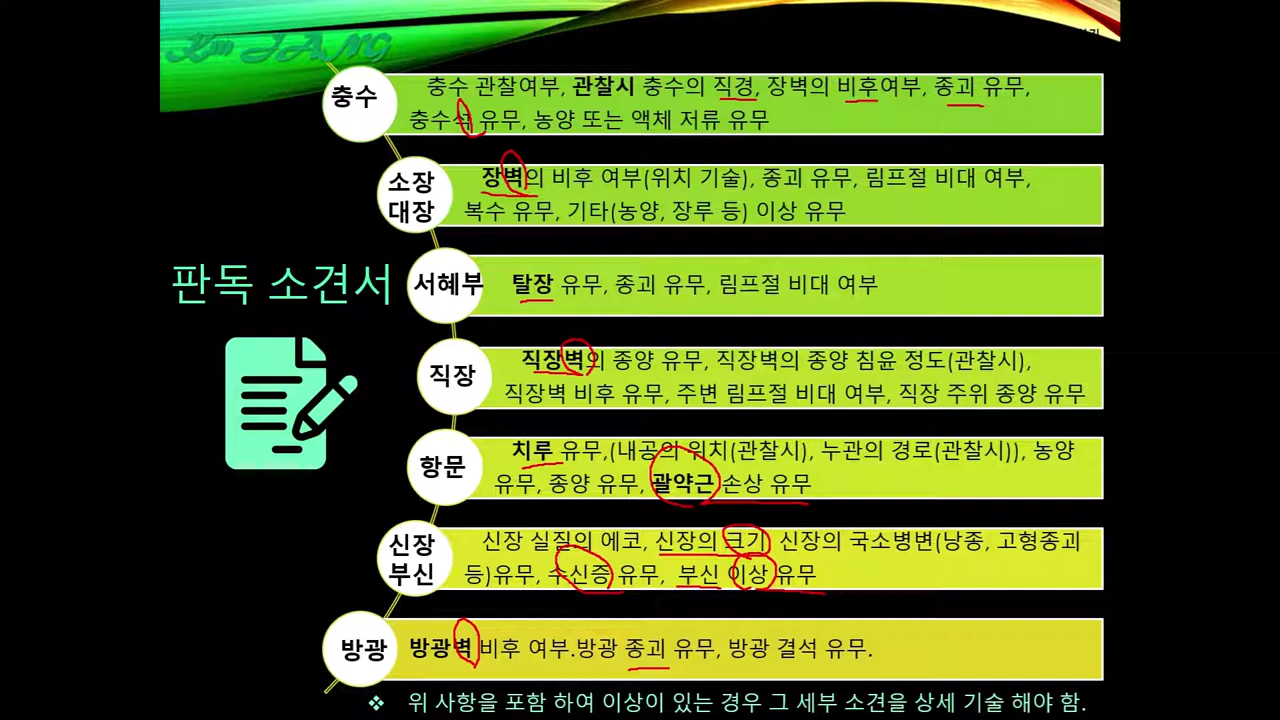 Kim JANG
충수
충수 관찰여부, 관찰시 충수의 직경, 장벽의 비후여부, 종괴 유무,
충수석 유무, 농양 또는 액체 저류 유무
소장
대장
장벽의 비후 여부(위치 기술), 종괴 유무, 림프절 비대 여부,
복수 유무, 기타(농양, 장루 등) 이상 유무
판독 소견서
서혜부
탈장 유무, 종괴 유무, 림프절 비대 여부
직장
직장벽의 종양 유무, 직장벽의 종양 침윤 정도(관찰시),
직장벽 비후 유무, 주변 림프절 비대 여부, 직장 주위 종양 유무
항문
치루 유무,(내공의 위치(관찰시), 누관의 경로(관찰시)), 농양
유무, 종양 유무, 괄약근 손상 유무
신장
부신
신장 실질의 에코, 신장의 크기 신장의 국소병변(낭종, 고형종괴
등)유무, 수신증 유무, 부신 이상 유무
방광
방광벽 비후 여부.방광 종괴 유무, 방광 결석 유무.
❖ 위 사항을 포함 하여 이상이 있는 경우 그 세부 소견을 상세 기술 해야 함.